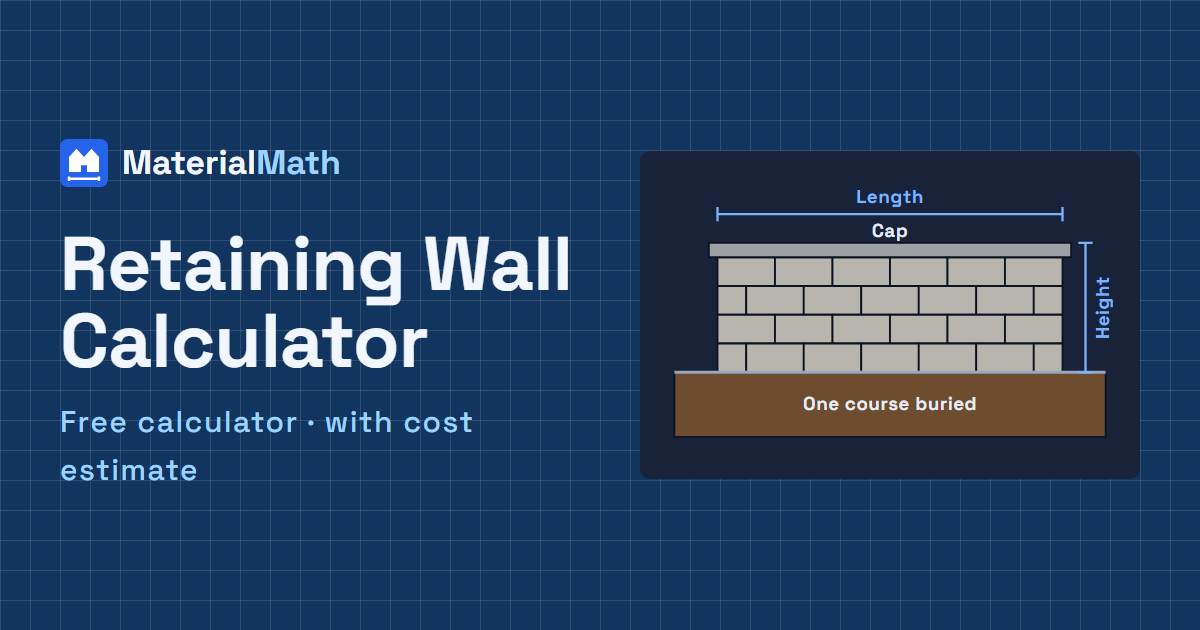 MaterialMath
Retaining Wall
Calculator
Free calculator · with cost
estimate
Length
Cap
Height
One course buried